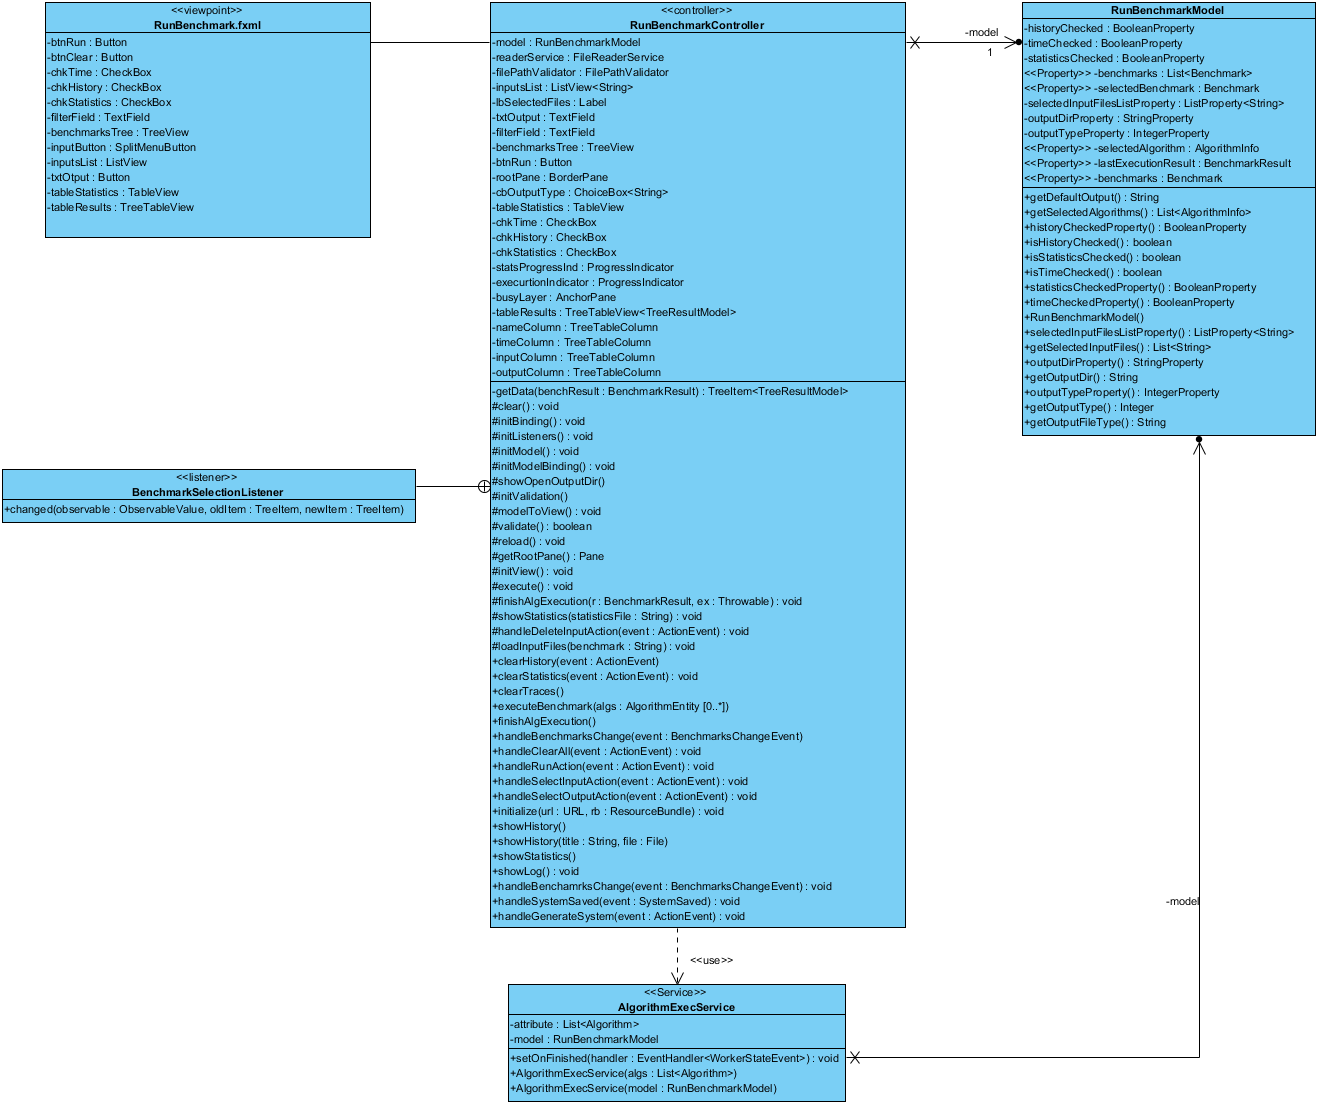 <<viewpoint>>
RunBenchmark.fxml
-btnRun : Button
-btnClear : Button
-chkTime : CheckBox
-chkHistory : CheckBox
-chkStatistics : CheckBox
-filterField : TextField
-benchmarksTree : TreeView
-inputButton : SplitMenuButton
-inputsList : ListView
-txtOtput : Button
-tableStatistics : TableView
-tableResults : TreeTableView
<<controller>>
RunBenchmarkController
-model : RunBenchmarkModel
-readerService : FileReaderService
-filePathValidator : FilePathValidator
-inputsList : ListView<String>
-lbSelectedFiles : Label
-txtOutput : TextField
-filterField : TextField
-benchmarksTree : TreeView
-btnRun : Button
-rootPane : BorderPane
-cbOutputType : ChoiceBox<String>
-tableStatistics : TableView
-chkTime : CheckBox
-chkHistory : CheckBox
-chkStatistics : CheckBox
-statsProgressInd : ProgressIndicator
-execurtionIndicator : ProgressIndicator
-busyLayer : AnchorPane
-tableResults : TreeTableView<TreeResultModel>
-nameColumn : TreeTableColumn
-timeColumn : TreeTableColumn
-inputColumn : TreeTableColumn
-outputColumn : TreeTableColumn
-getData(benchResult : BenchmarkResult) : TreeItem<TreeResultModel>
#clear() : void
#initBinding() : void
#initListeners() : void
#initModel() : void
#initModelBinding() : void
#showOpenOutputDir()
#initValidation()
#modelToView() : void
#validate() : boolean
#reload() : void
#getRootPane() : Pane
#initView() : void
#execute() : void
#finishAlgExecution(r : BenchmarkResult, ex : Throwable) : void
#showStatistics(statisticsFile : String) : void
#handleDeleteInputAction(event : ActionEvent) : void
#loadInputFiles(benchmark : String) : void
+clearHistory(event : ActionEvent)
+clearStatistics(event : ActionEvent) : void
+clearTraces()
+executeBenchmark(algs : AlgorithmEntity [0..*])
+finishAlgExecution()
+handleBenchmarksChange(event : BenchmarksChangeEvent)
+handleClearAll(event : ActionEvent) : void
+handleRunAction(event : ActionEvent) : void
+handleSelectInputAction(event : ActionEvent) : void
+handleSelectOutputAction(event : ActionEvent) : void
+initialize(url : URL, rb : ResourceBundle) : void
+showHistory()
+showHistory(title : String, file : File)
+showStatistics()
+showLog() : void
+handleBenchamrksChange(event : BenchmarksChangeEvent) : void
+handleSystemSaved(event : SystemSaved) : void
+handleGenerateSystem(event : ActionEvent) : void
-model
1
RunBenchmarkModel
-historyChecked : BooleanProperty
-timeChecked : BooleanProperty
-statisticsChecked : BooleanProperty
<<Property>> -benchmarks : List<Benchmark>
<<Property>> -selectedBenchmark : Benchmark
-selectedInputFilesListProperty : ListProperty<String>
-outputDirProperty : StringProperty
-outputTypeProperty : IntegerProperty
<<Property>> -selectedAlgorithm : AlgorithmInfo
<<Property>> -lastExecutionResult : BenchmarkResult
<<Property>> -benchmarks : Benchmark
+getDefaultOutput() : String
+getSelectedAlgorithms() : List<AlgorithmInfo>
+historyCheckedProperty() : BooleanProperty
+isHistoryChecked() : boolean
+isStatisticsChecked() : boolean
+isTimeChecked() : boolean
+statisticsCheckedProperty() : BooleanProperty
+timeCheckedProperty() : BooleanProperty
+RunBenchmarkModel()
+selectedInputFilesListProperty() : ListProperty<String>
+getSelectedInputFiles() : List<String>
+outputDirProperty() : StringProperty
+getOutputDir() : String
+outputTypeProperty() : IntegerProperty
+getOutputType() : Integer
+getOutputFileType() : String
<<listener>>
BenchmarkSelectionListener
+changed(observable : ObservableValue, oldItem : TreeItem, newItem : TreeItem)
-model
<<use>>
<<Service>>
AlgorithmExecService
-attribute : List<Algorithm>
-model : RunBenchmarkModel
+setOnFinished(handler : EventHandler<WorkerStateEvent>) : void
+AlgorithmExecService(algs : List<Algorithm>)
+AlgorithmExecService(model : RunBenchmarkModel)